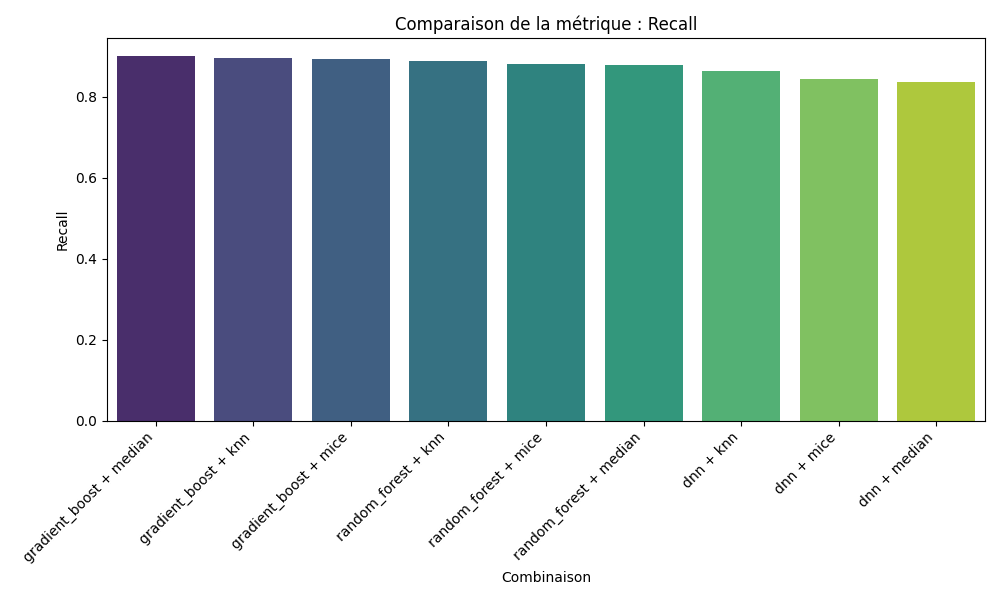 Comparaison de la métrique : Recall
Recall
0.8
0.6
0.4
0.2
0.0
gradient_boost + median
gradient_boost + knn
gradient_boost + mice
random_forest + knn
random_forest + mice
random_forest + median
dnn + knn
dnn + mice
dnn + median
Combinaison